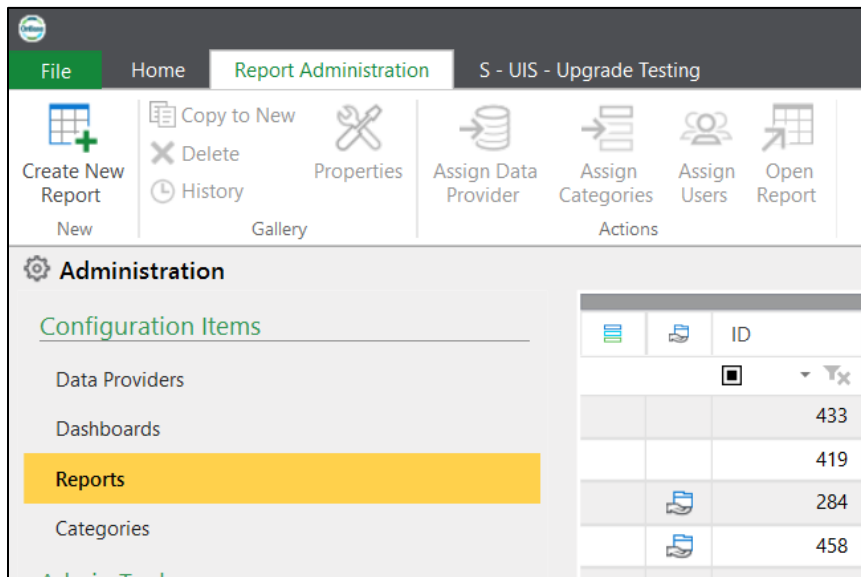 OnBase
File Home Report Administration S - UIS - Upgrade Testing
Create New Report
Copy to New
Delete
History
Properties
Assign Data Provider
Assign Categories
Assign Users
Open Report
New
Gallery
Actions
Administration
Configuration Items
ID
Data Providers
Dashboards
Reports
Categories
433
419
284
458